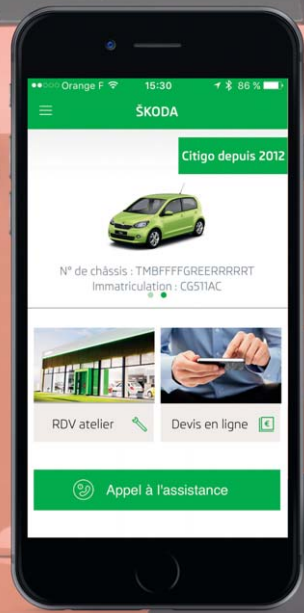 Orange F 15:30 86 %
ŠKODA
Citigo depuis 2012
N° de châssis : TMBFFFFGREERRRRRT
Immatriculation : CG511AC
RDV atelier Devis en ligne €
Appel à l'assistance